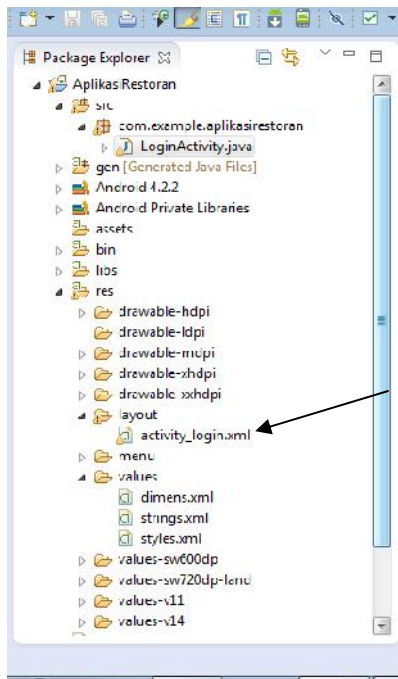 Package Explorer
AplikasiRestoran
src
com.example.aplikasirestoran
LoginActivity.java
gen [Generated Java Files]
Android 4.2.2
Android Private Libraries
assets
bin
libs
res
drawable-hdpi
drawable-ldpi
drawable-mdpi
drawable-xhdpi
drawable-xxhdpi
layout
activity_login.xml
menu
values
dimens.xml
strings.xml
styles.xml
values-sw600dp
values-sw720dp-land
values-v11
values-v14